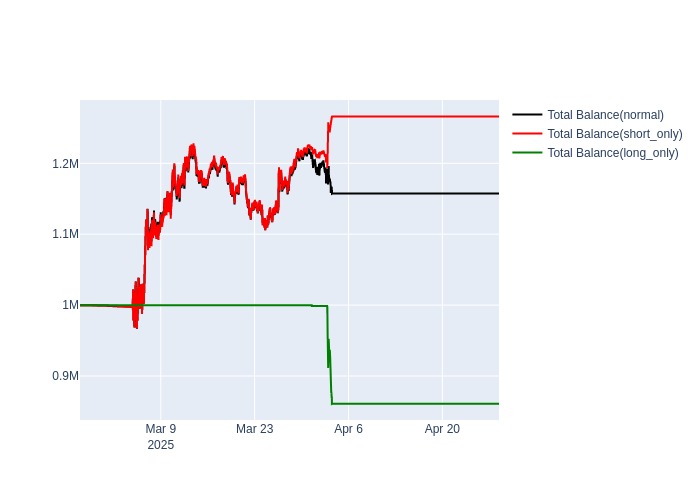 Total Balance(normal)
Total Balance(short_only)
Total Balance(long_only)
1.2M
1.1M
1M
0.9M
Mar 9
2025
Mar 23
Apr 6
Apr 20